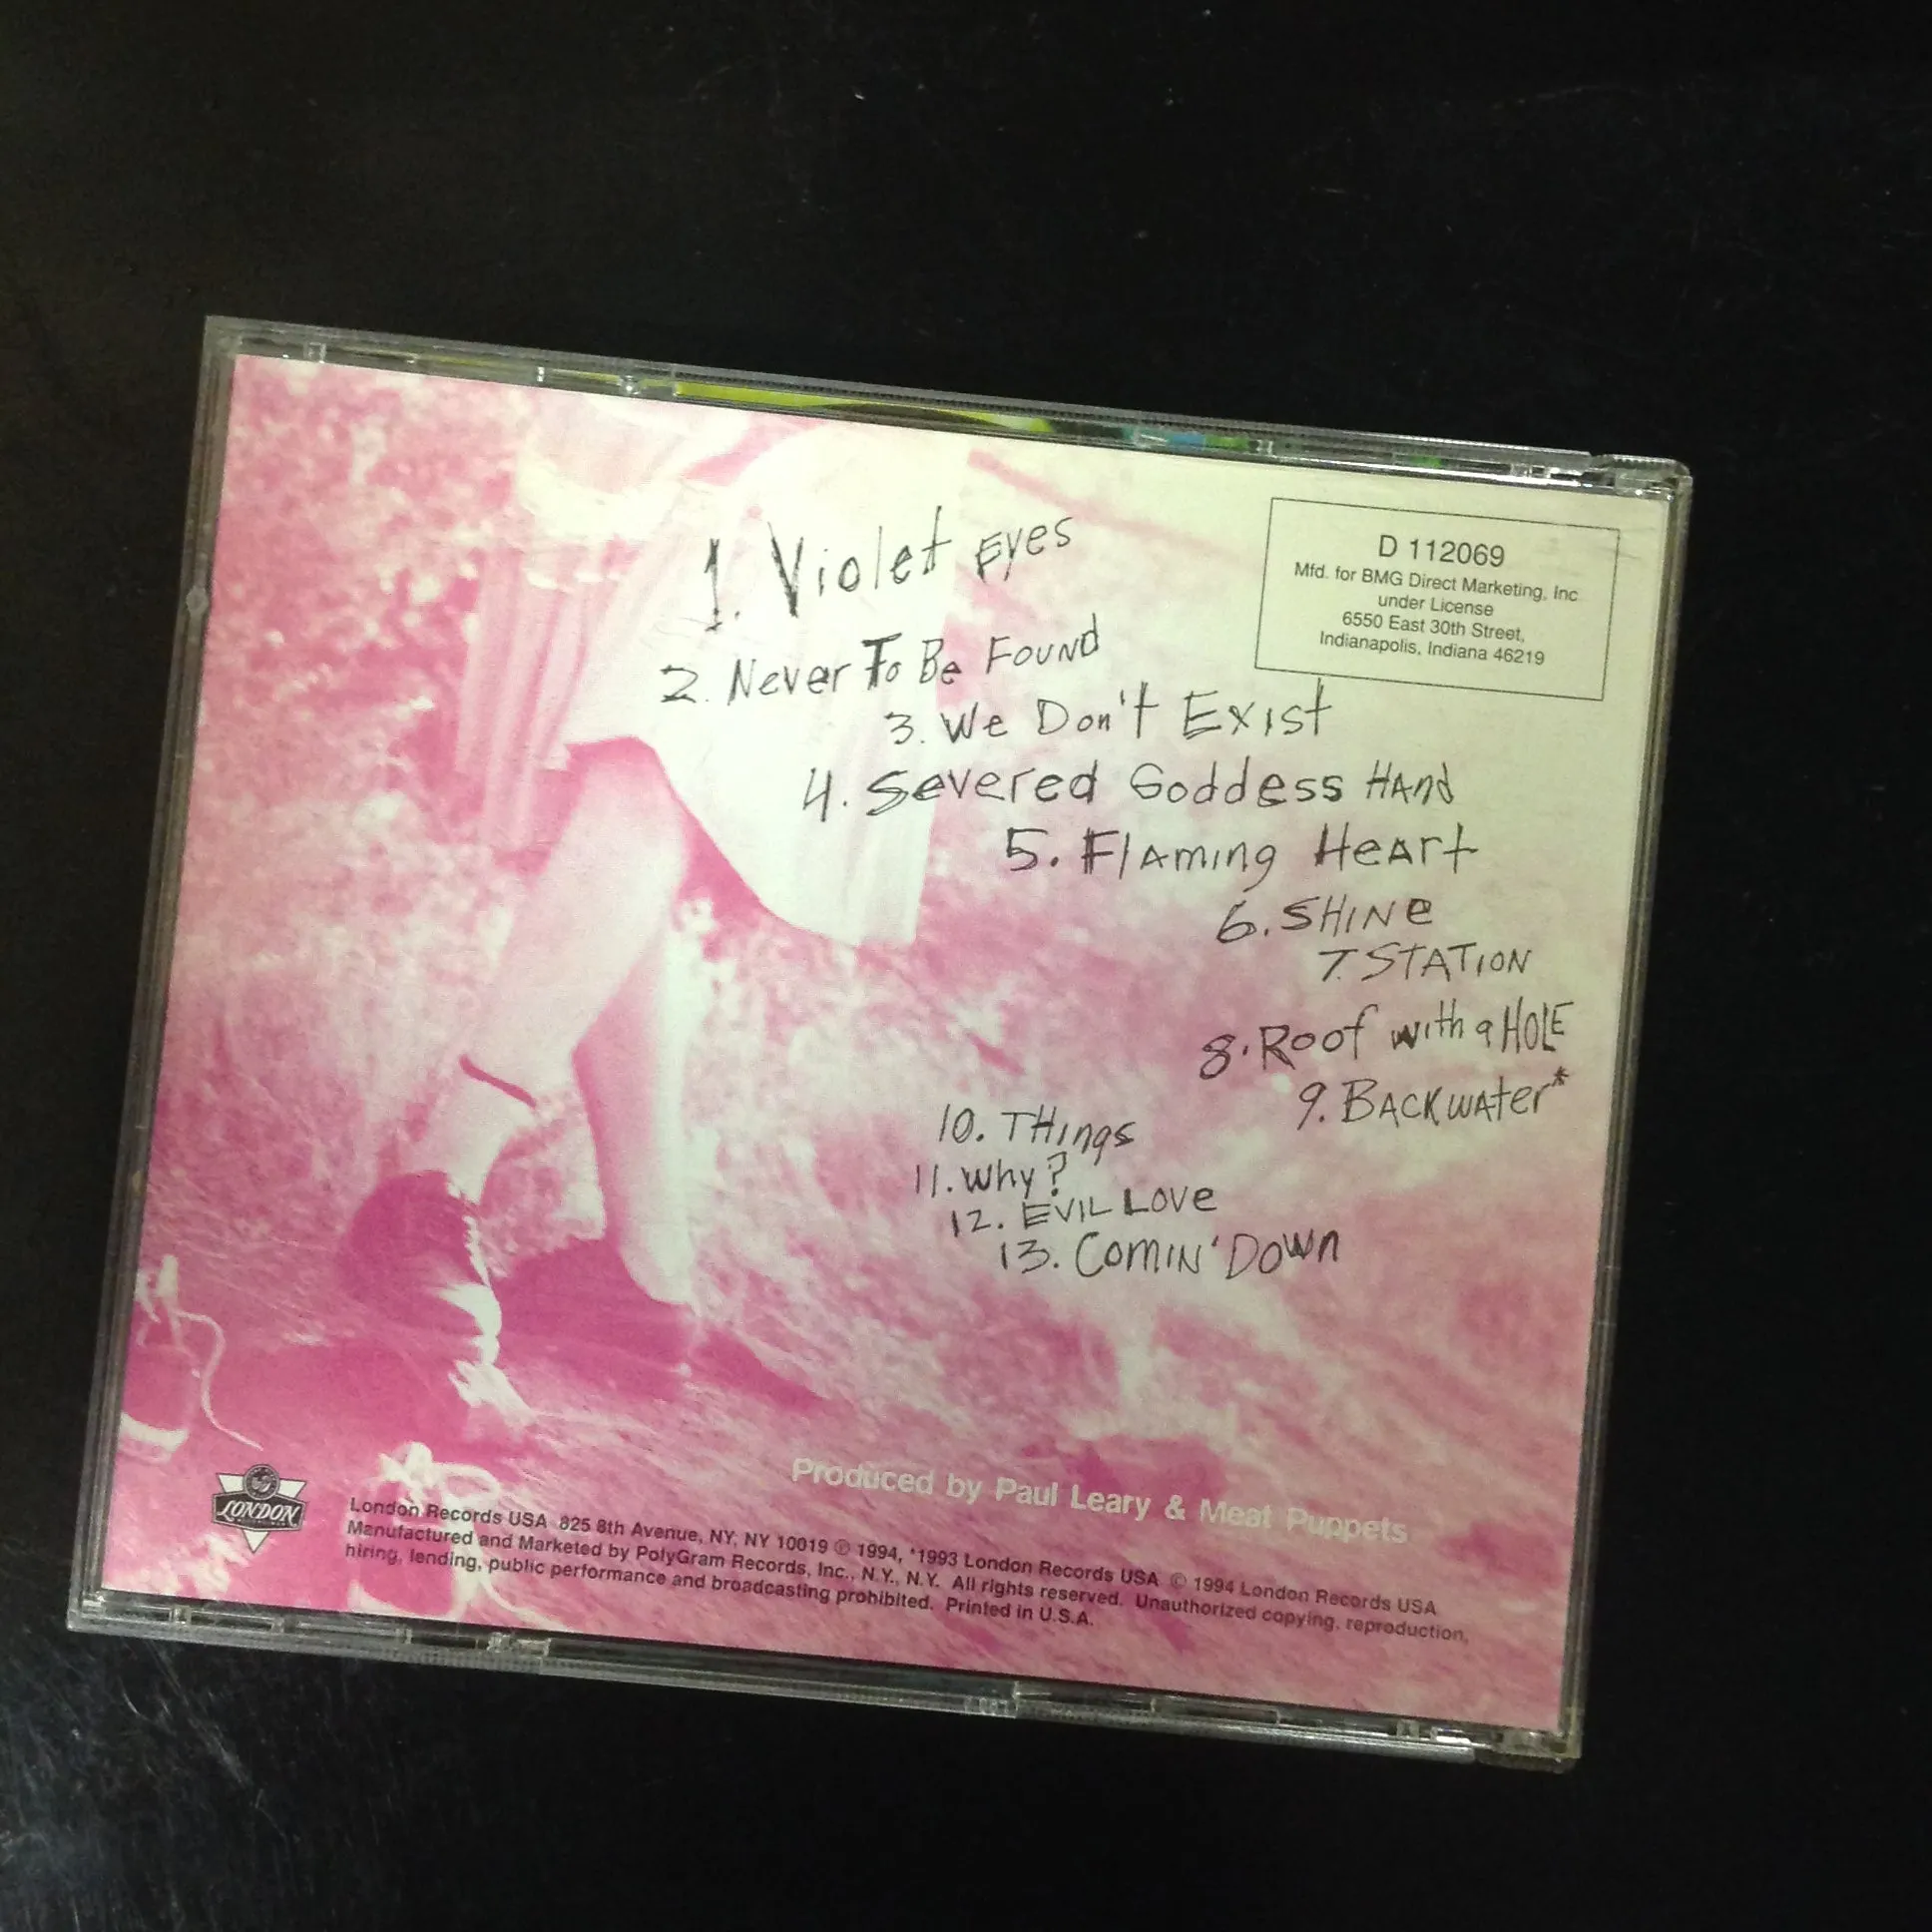 1. Violet Eyes
2. Never To Be Found
3. We Don't Exist
4. Severed Goddess Hand
5. Flaming Heart
6. SHINe
7. STATION
8. Roof with a HOLE
9. BACKwater*
10. THings
11. Why?
12. EVIL LOVe
13. COMIN' DOWn
D 112069
Mfd. for BMG Direct Marketing, Inc
under License
6550 East 30th Street,
Indianapolis, Indiana 46219
Produced by Paul Leary & Meat Puppets
LONDON
London Records USA 825 8th Avenue, NY, NY 10019 ℗ 1994, *1993 London Records USA © 1994 London Records USA
Manufactured and Marketed by PolyGram Records, Inc., N.Y., N.Y. All rights reserved. Unauthorized copying, reproduction,
hiring, lending, public performance and broadcasting prohibited. Printed in U.S.A.